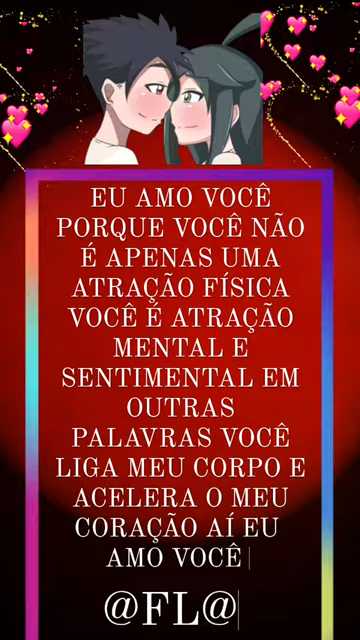 EU AMO VOCÊ
PORQUE VOCÊ NÃO
É APENAS UMA
ATRAÇÃO FÍSICA
VOCÊ É ATRAÇÃO
MENTAL E
SENTIMENTAL EM
OUTRAS
PALAVRAS VOCÊ
LIGA MEU CORPO E
ACELERA O MEU
CORAÇÃO AÍ EU
AMO VOCÊ
@FL@